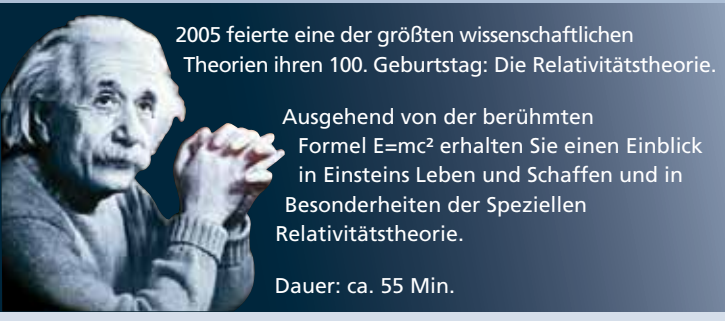 2005 feierte eine der größten wissenschaftlichen
Theorien ihren 100. Geburtstag: Die Relativitätstheorie.
Ausgehend von der berühmten
Formel E=mc² erhalten Sie einen Einblick
in Einsteins Leben und Schaffen und in
Besonderheiten der Speziellen
Relativitätstheorie.
Dauer: ca. 55 Min.